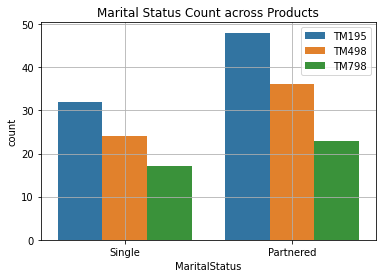 Marital Status Count across Products
TM195
TM498
TM798
50
40
30
20
10
0
count
Single
Partnered
MaritalStatus